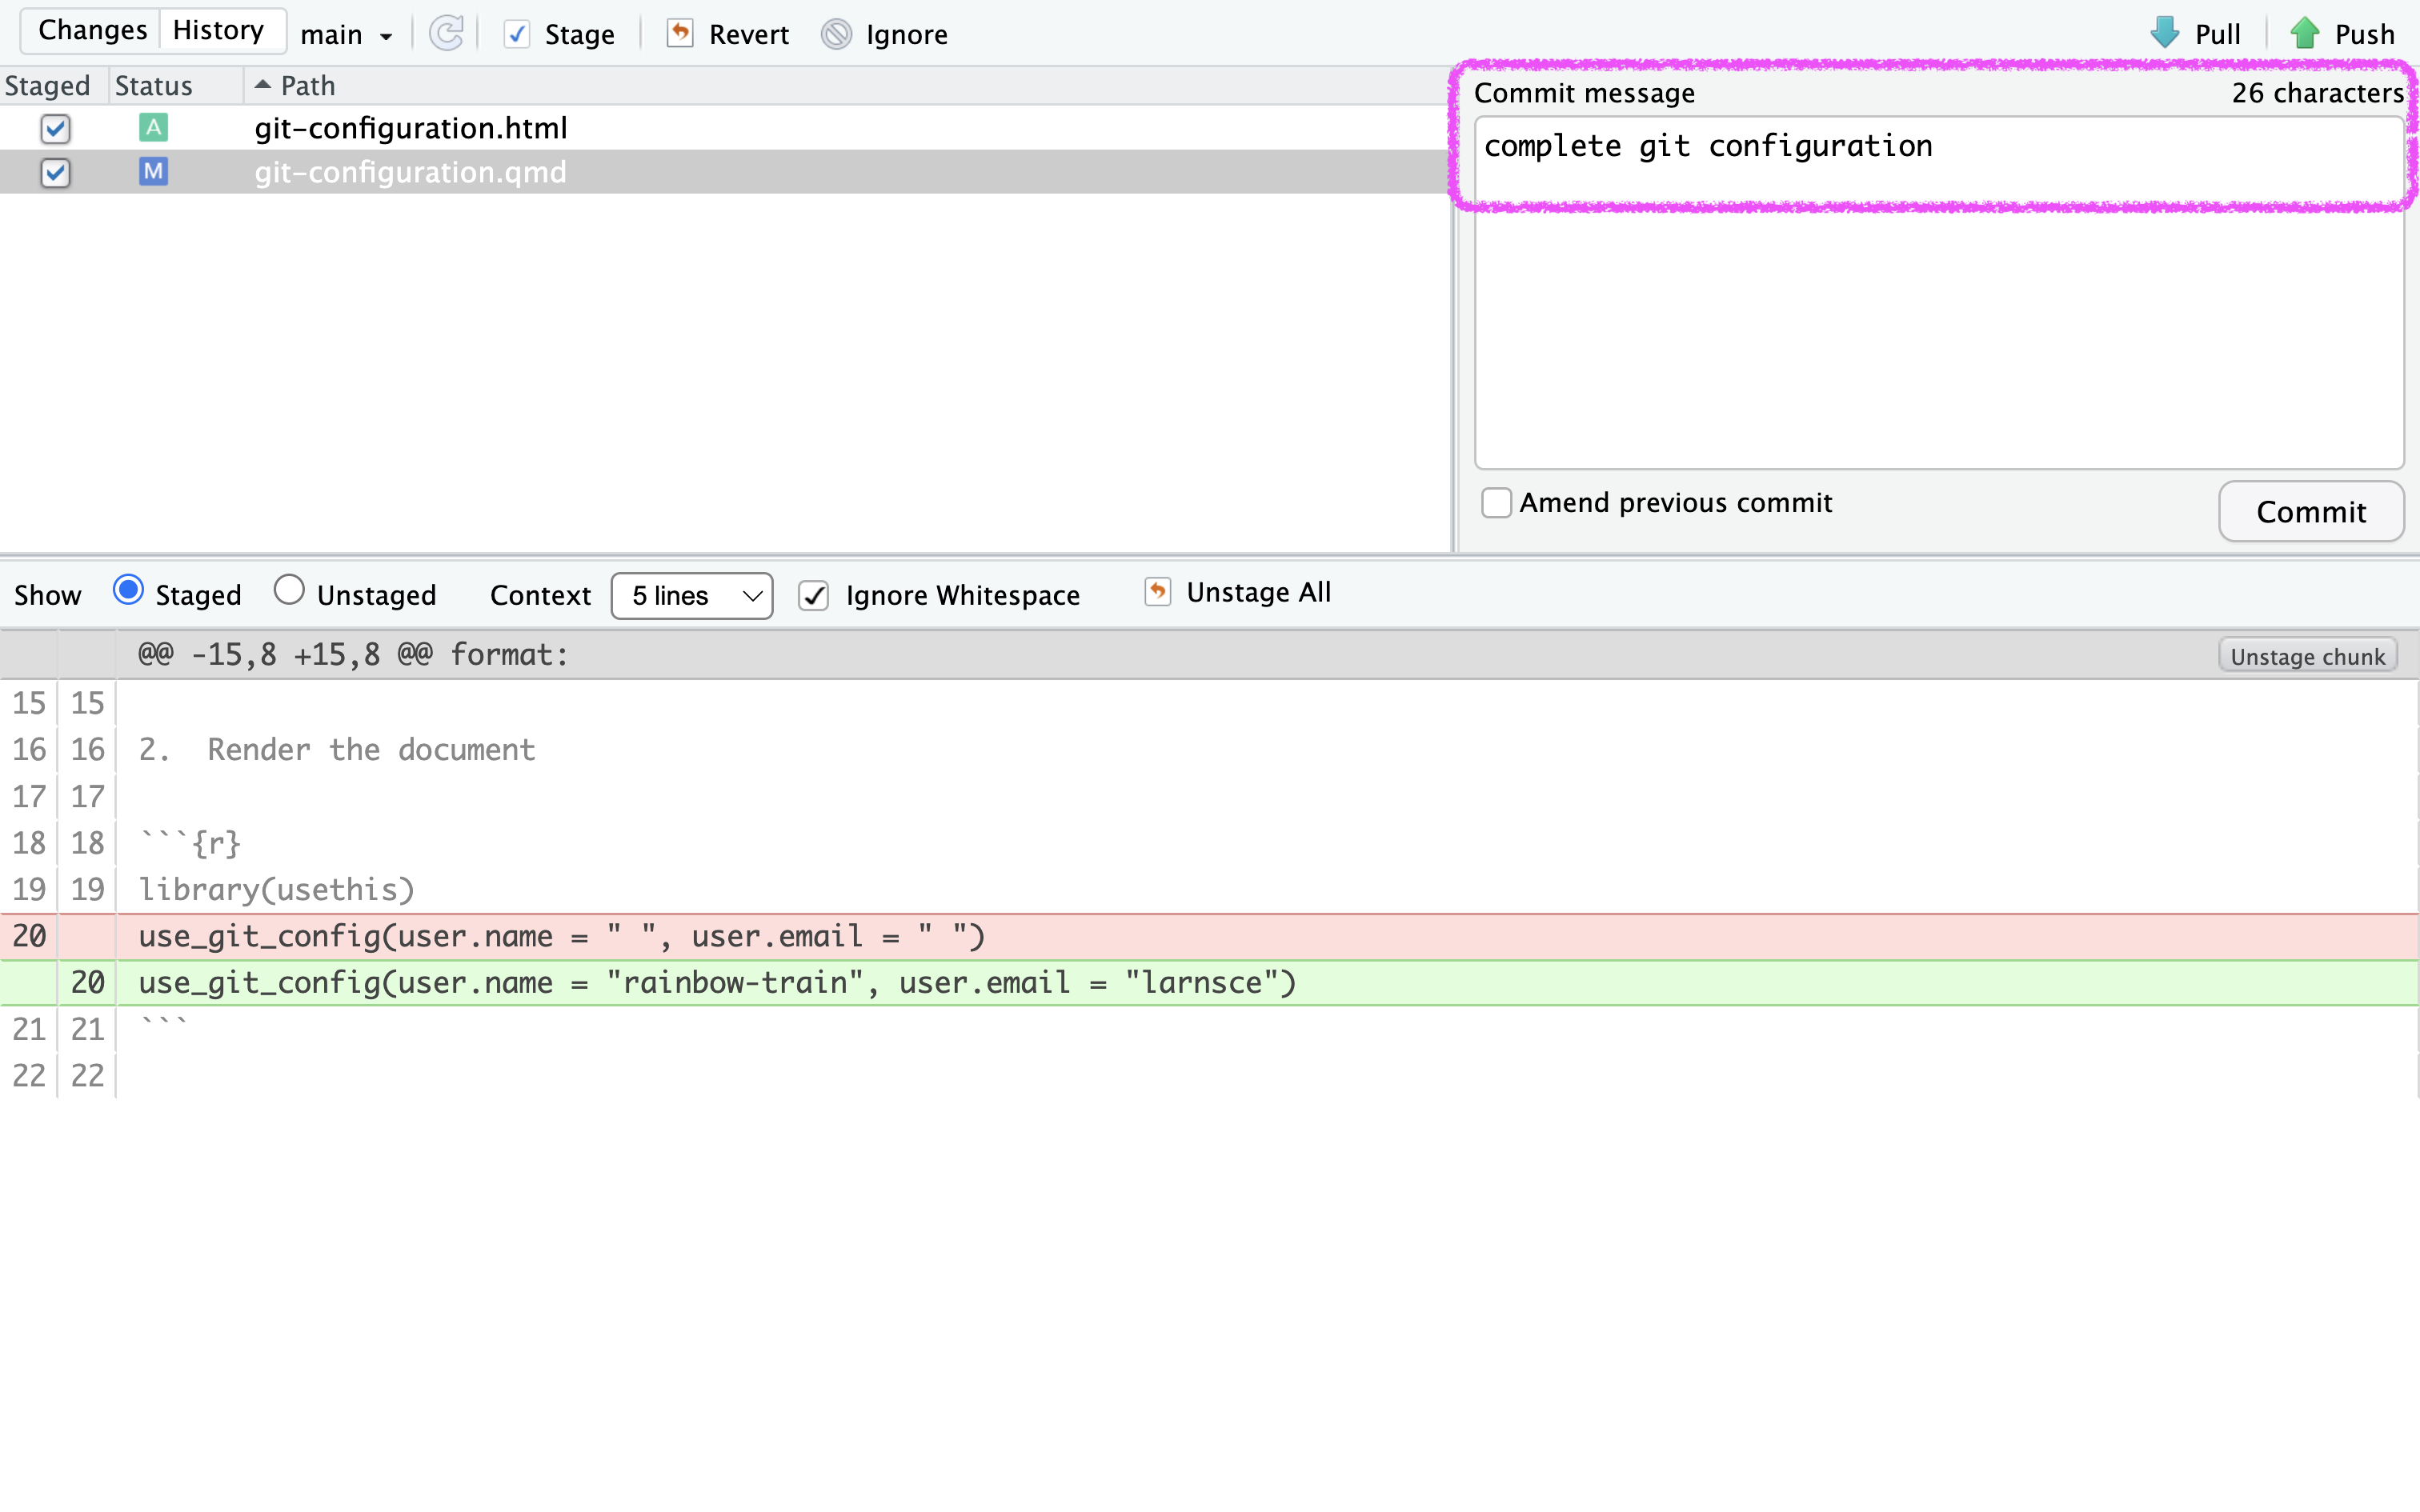 Changes History main Stage Revert Ignore Pull Push
Staged Status Path
A git-configuration.html
M git-configuration.qmd
Commit message 26 characters
complete git configuration
Amend previous commit
Commit
Show Staged Unstaged Context 5 lines Ignore Whitespace Unstage All
@@ -15,8 +15,8 @@ format: Unstage chunk
15 15
16 16 2.  Render the document
17 17
18 18 ```{r}
19 19 library(usethis)
20 use_git_config(user.name = " ", user.email = " ")
20 use_git_config(user.name = "rainbow-train", user.email = "larnsce")
21 21 ```
22 22